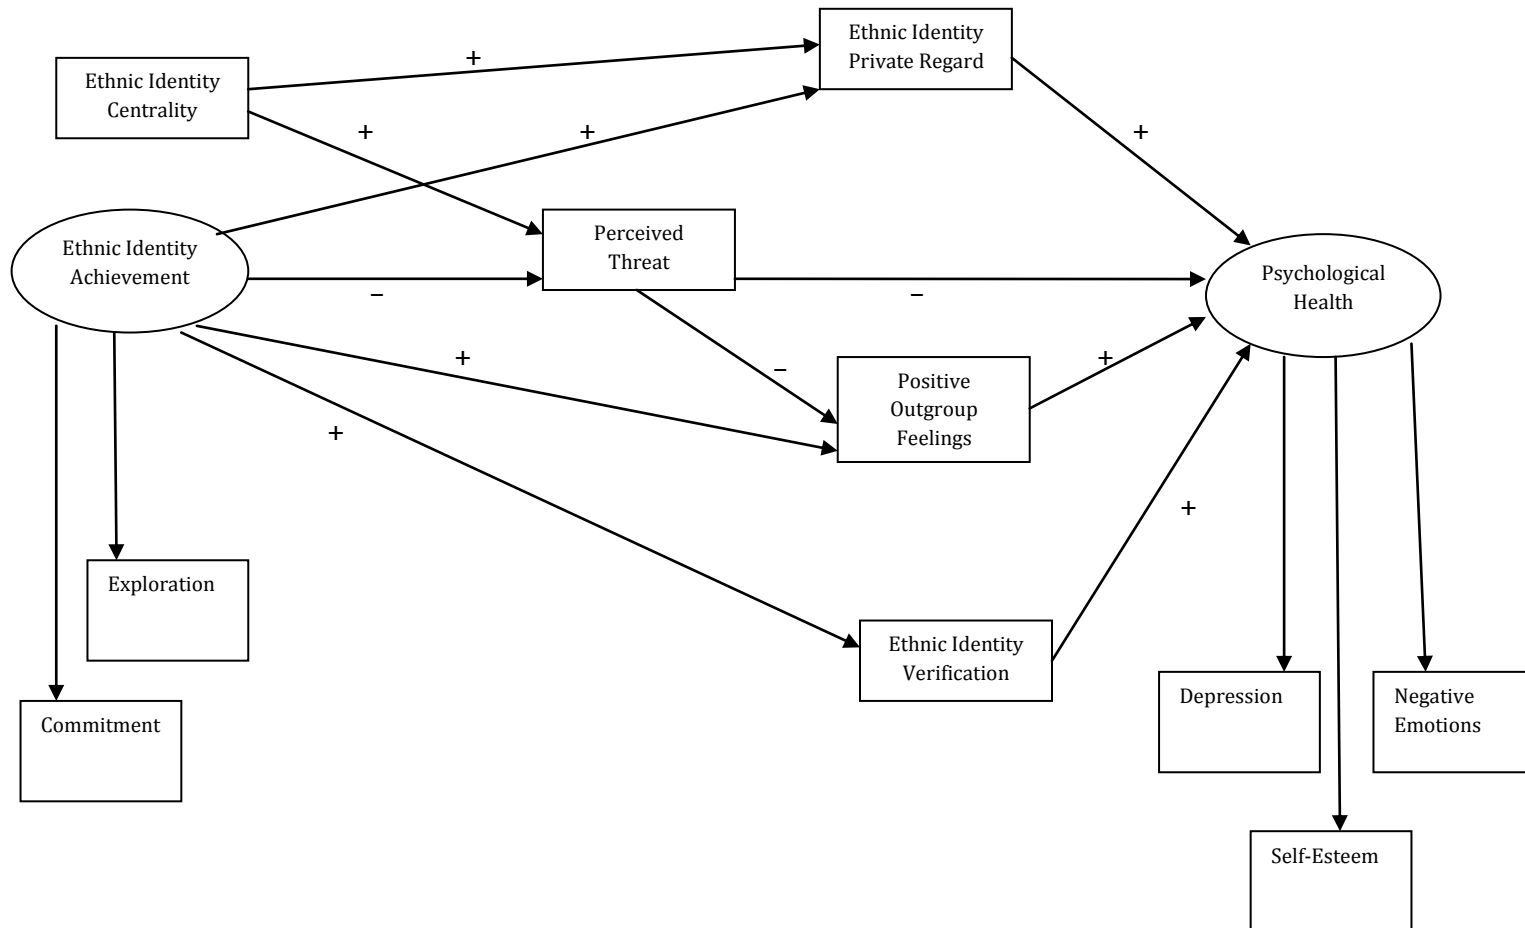 Ethnic Identity
Private Regard
+
Ethnic Identity
Centrality
+
+
+
Ethnic Identity
Achievement
Perceived
Threat
Psychological
Health
–
–
+
–
+
Positive
Outgroup
Feelings
+
+
Exploration
Ethnic Identity
Verification
Commitment
Depression
Negative
Emotions
Self-Esteem